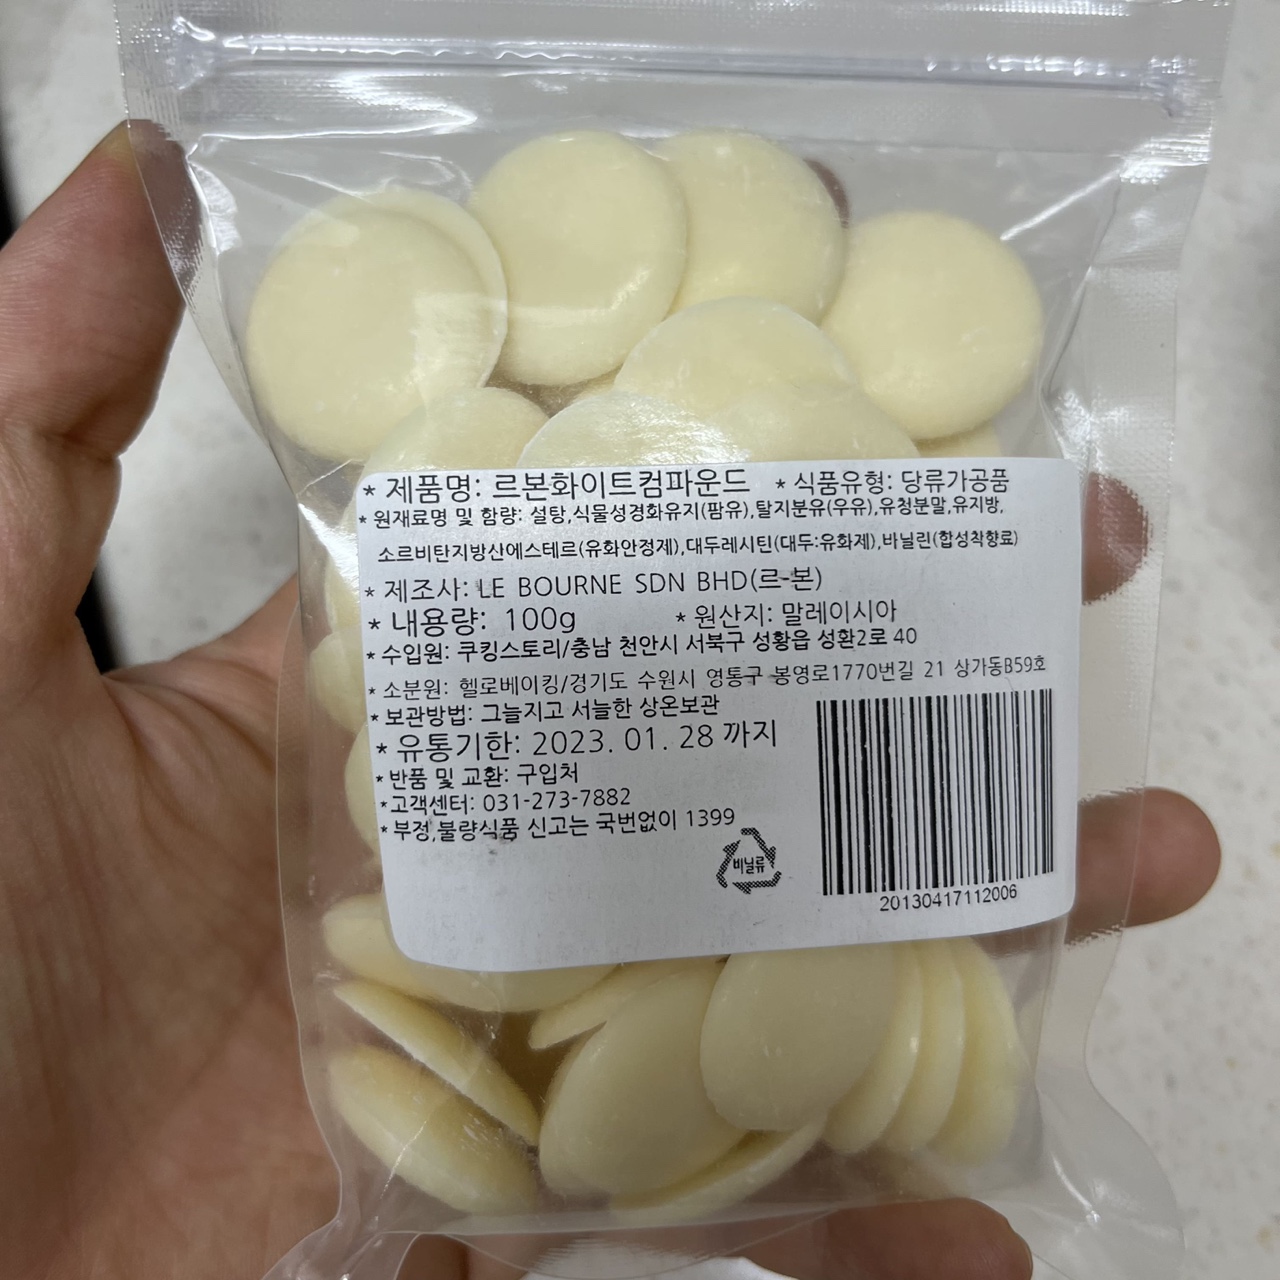 * 제품명: 르본화이트컴파운드 * 식품유형: 당류가공품
* 원재료명 및 함량: 설탕,식물성경화유지(팜유),탈지분유(우유),유청분말,유지방,
소르비탄지방산에스테르(유화안정제),대두레시틴(대두:유화제),바닐린(합성착향료)
* 제조사: LE BOURNE SDN BHD(르-본)
* 내용량: 100g * 원산지: 말레이시아
* 수입원: 쿠킹스토리/충남 천안시 서북구 성황읍 성환2로 40
* 소분원: 헬로베이킹/경기도 수원시 영통구 봉영로1770번길 21 상가동B59호
* 보관방법: 그늘지고 서늘한 상온보관
* 유통기한: 2023. 01. 28 까지
* 반품 및 교환: 구입처
* 고객센터: 031-273-7882
* 부정,불량식품 신고는 국번없이 1399
비닐류
20130417112006